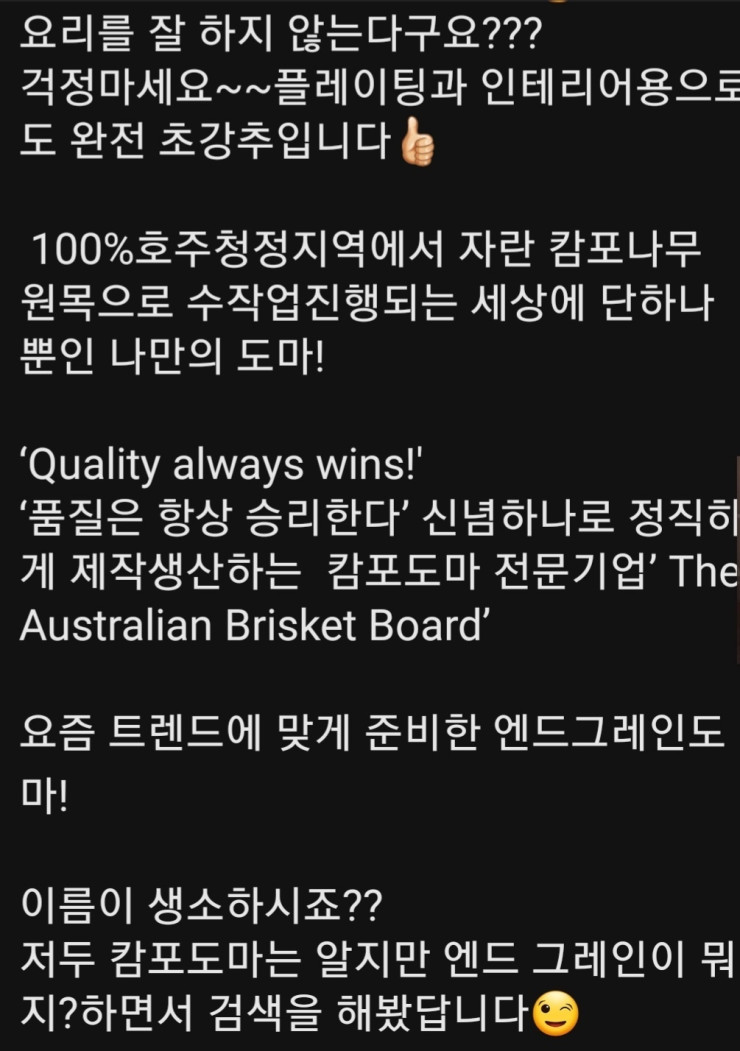 요리를 잘 하지 않는다구요???
걱정마세요~~플레이팅과 인테리어용으로
도 완전 초강추입니다👍
100%호주청정지역에서 자란 캄포나무
원목으로 수작업진행되는 세상에 단하나
뿐인 나만의 도마!
‘Quality always wins!'
‘품질은 항상 승리한다’ 신념하나로 정직하
게 제작생산하는 캄포도마 전문기업’ The
Australian Brisket Board’
요즘 트렌드에 맞게 준비한 엔드그레인도
마!
이름이 생소하시죠??
저두 캄포도마는 알지만 엔드 그레인이 뭐
지?하면서 검색을 해봤답니다😉